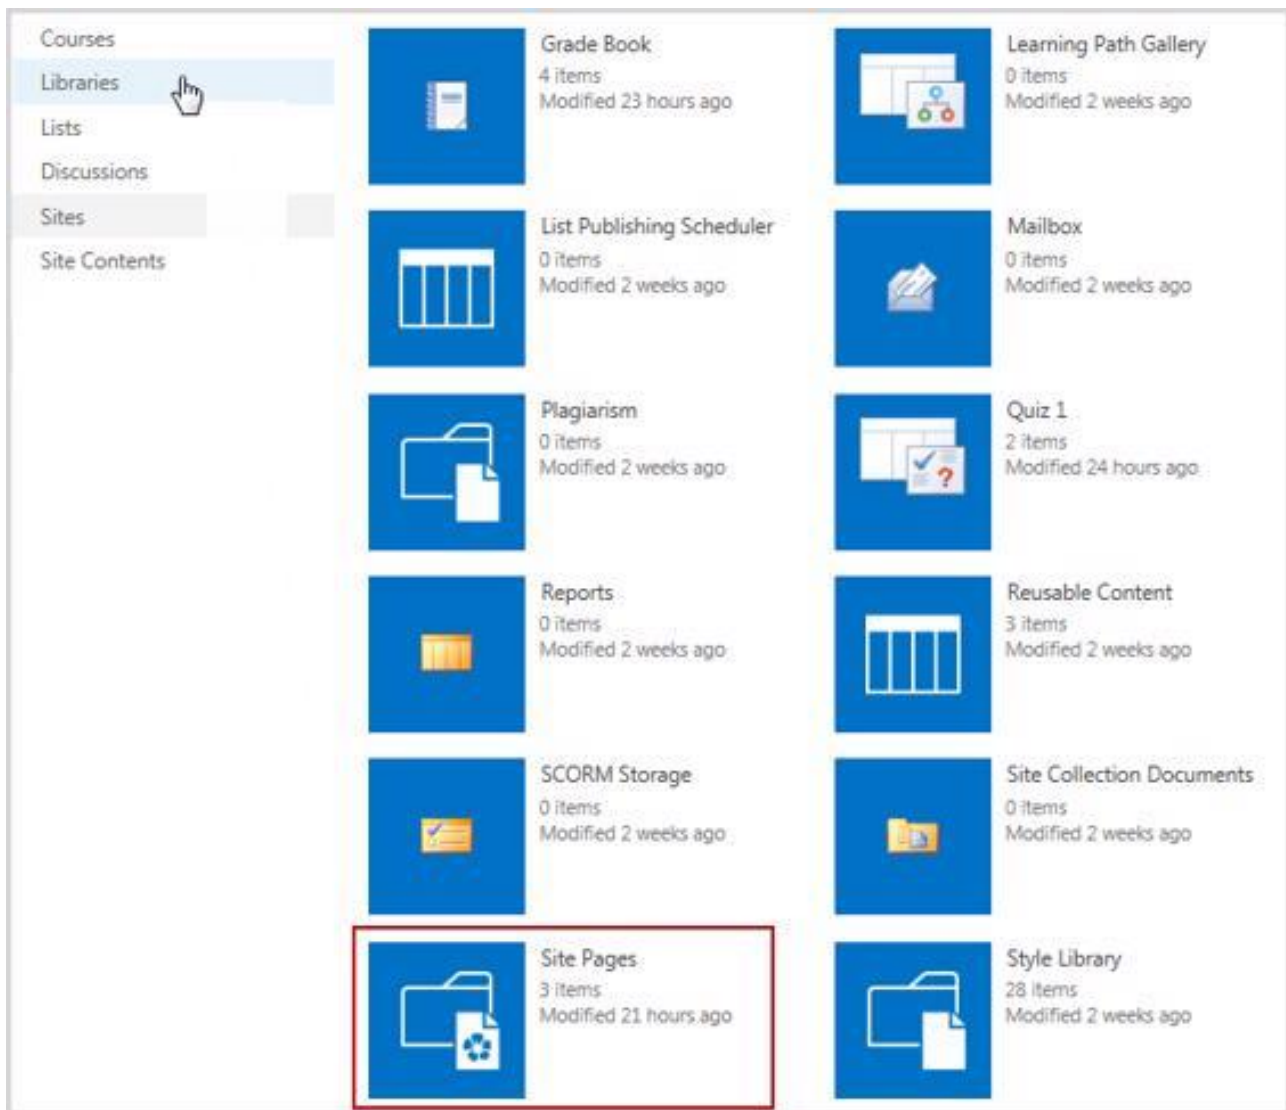 Courses
Libraries
Lists
Discussions
Sites
Site Contents
Grade Book
4 items
Modified 23 hours ago
Learning Path Gallery
0 items
Modified 2 weeks ago
List Publishing Scheduler
0 items
Modified 2 weeks ago
Mailbox
0 items
Modified 2 weeks ago
Plagiarism
0 items
Modified 2 weeks ago
Quiz 1
2 items
Modified 24 hours ago
Reports
0 items
Modified 2 weeks ago
Reusable Content
3 items
Modified 2 weeks ago
SCORM Storage
0 items
Modified 2 weeks ago
Site Collection Documents
0 items
Modified 2 weeks ago
Site Pages
3 items
Modified 21 hours ago
Style Library
28 items
Modified 2 weeks ago